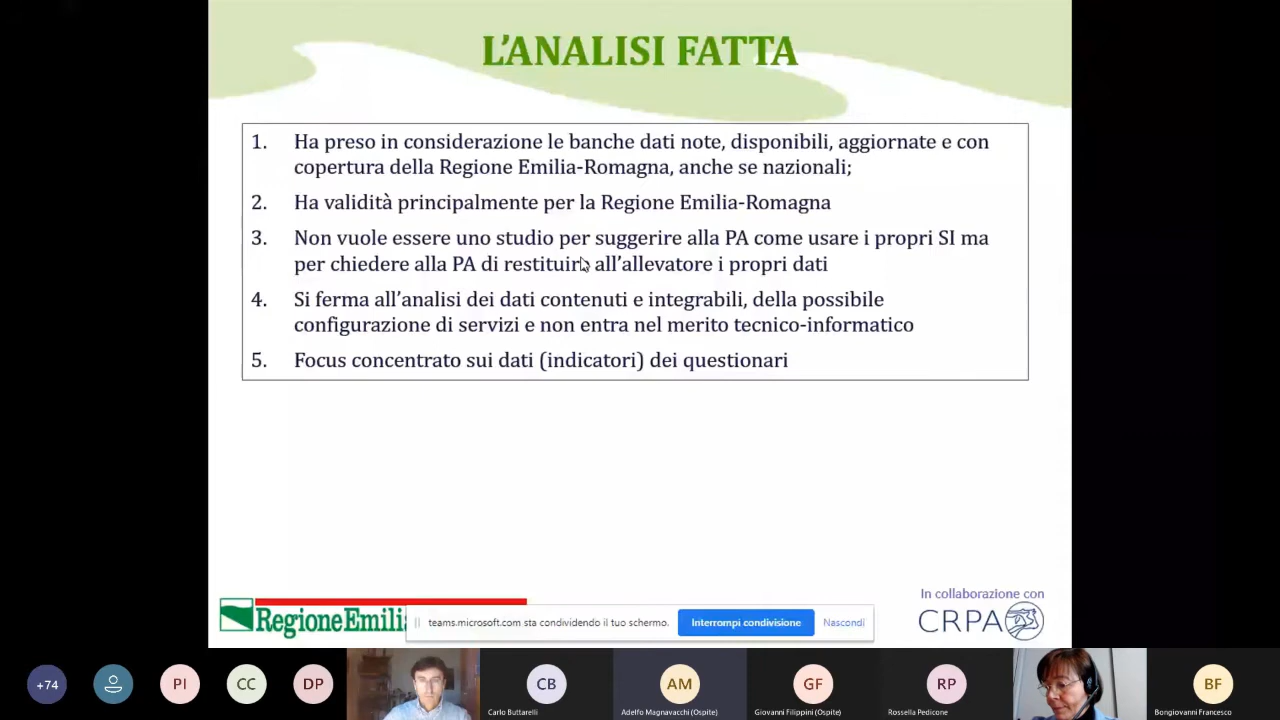 L'ANALISI FATTA
1. Ha preso in considerazione le banche dati note, disponibili, aggiornate e con
copertura della Regione Emilia-Romagna, anche se nazionali;
2. Ha validità principalmente per la Regione Emilia-Romagna
3. Non vuole essere uno studio per suggerire alla PA come usare i propri SI ma
per chiedere alla PA di restituire all'allevatore i propri dati
4. Si ferma all'analisi dei dati contenuti e integrabili, della possibile
configurazione di servizi e non entra nel merito tecnico-informatico
5. Focus concentrato sui dati (indicatori) dei questionari
RegioneEmili
teams.microsoft.com sta condividendo il tuo schermo.
Interrompi condivisione
Nascondi
In collaborazione con
CRPA
+74
PI
CC
DP
CB
Carlo Buttarelli
AM
Adelfo Magnavacchi (Ospite)
GF
Giovanni Filippini (Ospite)
RP
Rossella Pedicone
BF
Bongiovanni Francesco